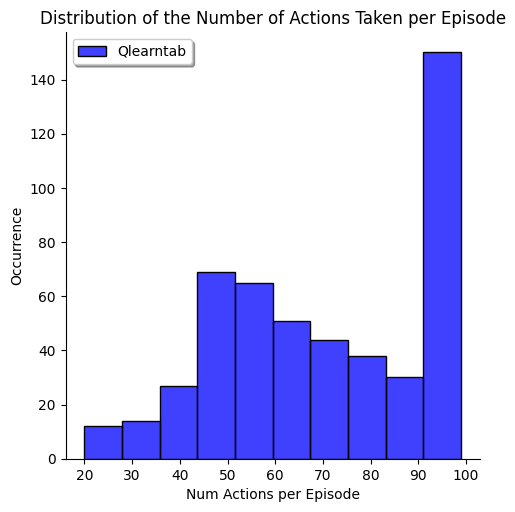 Distribution of the Number of Actions Taken per Episode
Qlearntab
140
120
100
80
60
40
20
0
Occurrence
20 30 40 50 60 70 80 90 100
Num Actions per Episode